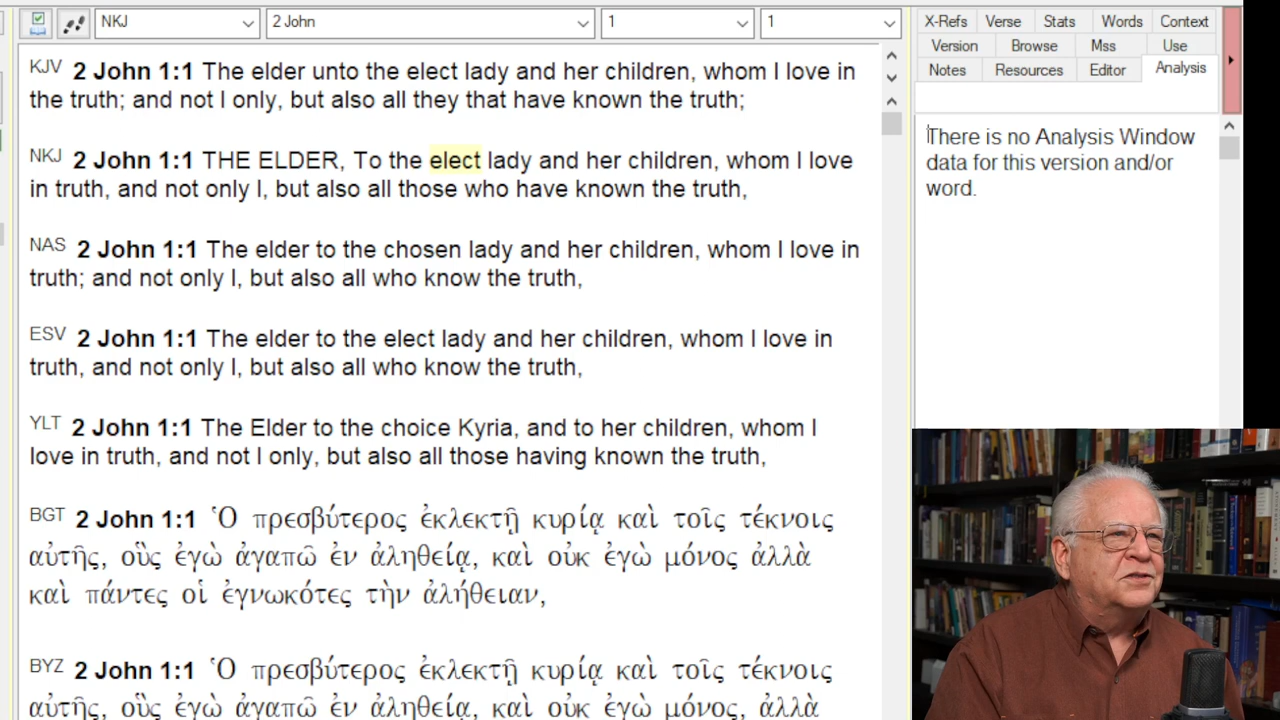 NKJ
2 John
1
1
KJV 2 John 1:1 The elder unto the elect lady and her children, whom I love in
the truth; and not I only, but also all they that have known the truth;
NKJ 2 John 1:1 THE ELDER, To the elect lady and her children, whom I love
in truth, and not only I, but also all those who have known the truth,
NAS 2 John 1:1 The elder to the chosen lady and her children, whom I love in
truth; and not only I, but also all who know the truth,
ESV 2 John 1:1 The elder to the elect lady and her children, whom I love in
truth, and not only I, but also all who know the truth,
YLT 2 John 1:1 The Elder to the choice Kyria, and to her children, whom I
love in truth, and not I only, but also all those having known the truth,
BGT 2 John 1:1 Ὁ πρεσβύτερος ἐκλεκτῇ κυρίᾳ καὶ τοῖς τέκνοις
αὐτῆς, οὓς ἐγὼ ἀγαπῶ ἐν ἀληθείᾳ, καὶ οὐκ ἐγὼ μόνος ἀλλὰ
καὶ πάντες οἱ ἐγνωκότες τὴν ἀλήθειαν,
BYZ 2 John 1:1 Ὁ πρεσβύτερος ἐκλεκτῇ κυρίᾳ καὶ τοῖς τέκνοις
αὐτῆς, οὓς ἐγὼ ἀγαπῶ ἐν ἀληθείᾳ, καὶ οὐκ ἐγὼ μόνος, ἀλλὰ
X-Refs Verse Stats Words Context
Version Browse Mss Use
Notes Resources Editor Analysis
There is no Analysis Window
data for this version and/or
word.